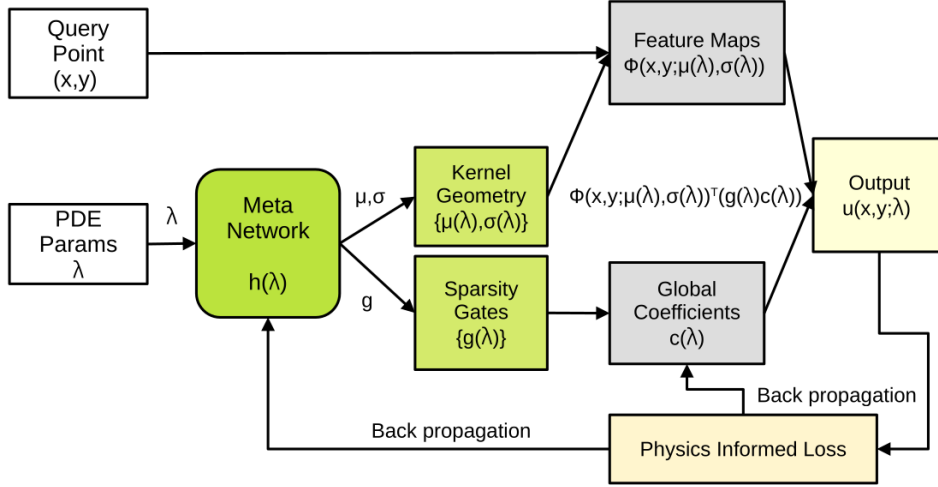 Query
Point
(x,y)
Feature Maps
Φ(x,y;μ(λ),σ(λ))
PDE
Params
λ
λ
Meta
Network
h(λ)
μ,σ
g
Kernel
Geometry
{μ(λ),σ(λ)}
Sparsity
Gates
{g(λ)}
Φ(x,y;μ(λ),σ(λ))ᵀ(g(λ)c(λ))
Global
Coefficients
c(λ)
Output
u(x,y;λ)
Back propagation
Back propagation
Physics Informed Loss